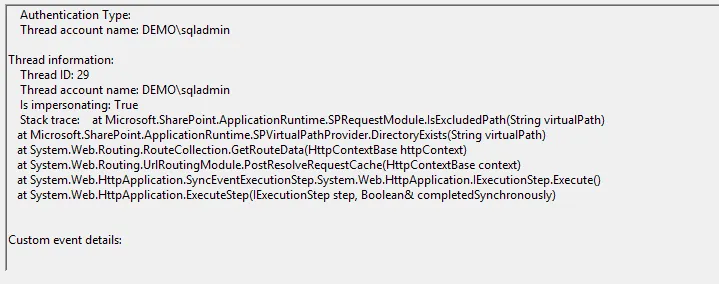 Authentication Type:
Thread account name: DEMO\sqladmin
Thread information:
Thread ID: 29
Thread account name: DEMO\sqladmin
Is impersonating: True
Stack trace:    at Microsoft.SharePoint.ApplicationRuntime.SPRequestModule.IsExcludedPath(String virtualPath)
at Microsoft.SharePoint.ApplicationRuntime.SPVirtualPathProvider.DirectoryExists(String virtualPath)
at System.Web.Routing.RouteCollection.GetRouteData(HttpContextBase httpContext)
at System.Web.Routing.UrlRoutingModule.PostResolveRequestCache(HttpContextBase context)
at System.Web.HttpApplication.SyncEventExecutionStep.System.Web.HttpApplication.IExecutionStep.Execute()
at System.Web.HttpApplication.ExecuteStep(IExecutionStep step, Boolean& completedSynchronously)
Custom event details: